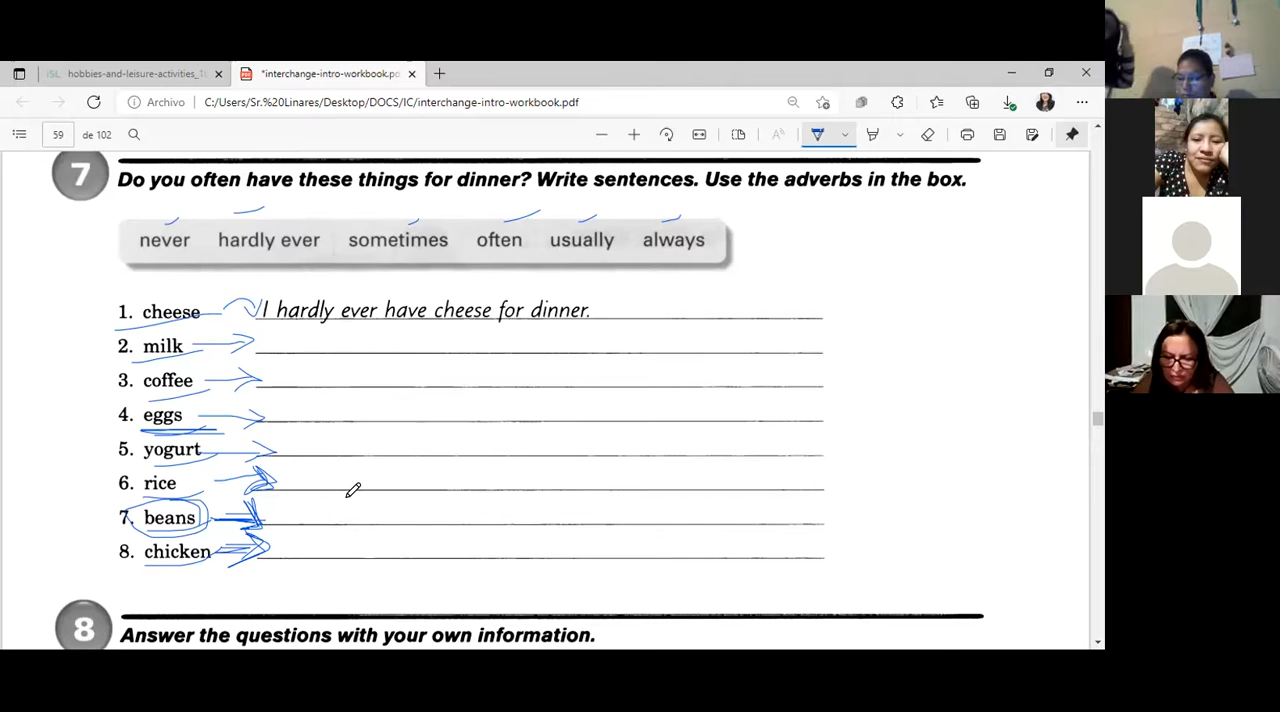 hobbies-and-leisure-activities_1
*interchange-intro-workbook.pd
Archivo C:/Users/Sr.%20Linares/Desktop/DOCS/IC/interchange-intro-workbook.pdf
59 de 102
7 Do you often have these things for dinner? Write sentences. Use the adverbs in the box.
never hardly ever sometimes often usually always
1. cheese I hardly ever have cheese for dinner.
2. milk
3. coffee
4. eggs
5. yogurt
6. rice
7. beans
8. chicken
8 Answer the questions with your own information.